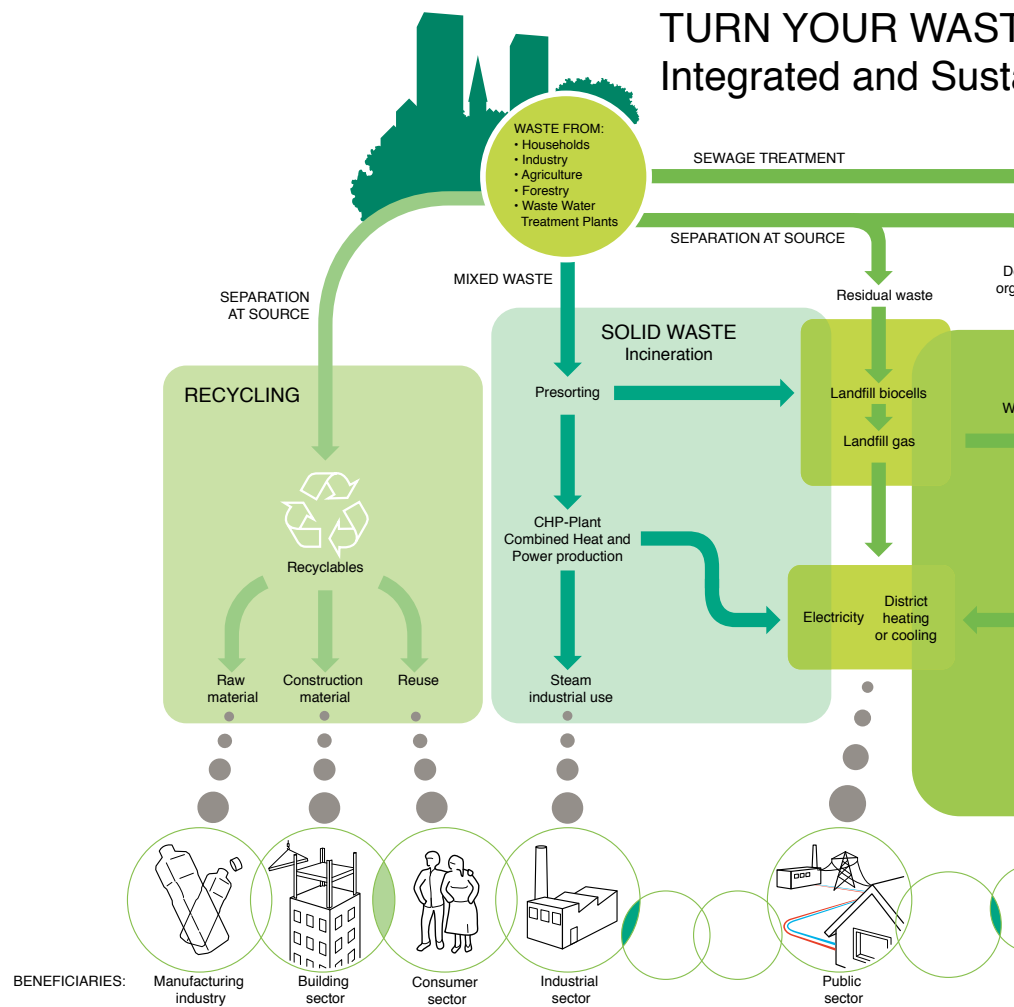 TURN YOUR WAST
Integrated and Susta
WASTE FROM:
• Households
• Industry
• Agriculture
• Forestry
• Waste Water
Treatment Plants
SEWAGE TREATMENT
SEPARATION AT SOURCE
MIXED WASTE
SEPARATION
AT SOURCE
Residual waste
D
org
SOLID WASTE
Incineration
RECYCLING
Presorting
Landfill biocells
W
Landfill gas
CHP-Plant
Combined Heat and
Power production
Recyclables
Electricity
District
heating
or cooling
Raw
material
Construction
material
Reuse
Steam
industrial use
BENEFICIARIES:
Manufacturing
industry
Building
sector
Consumer
sector
Industrial
sector
Public
sector